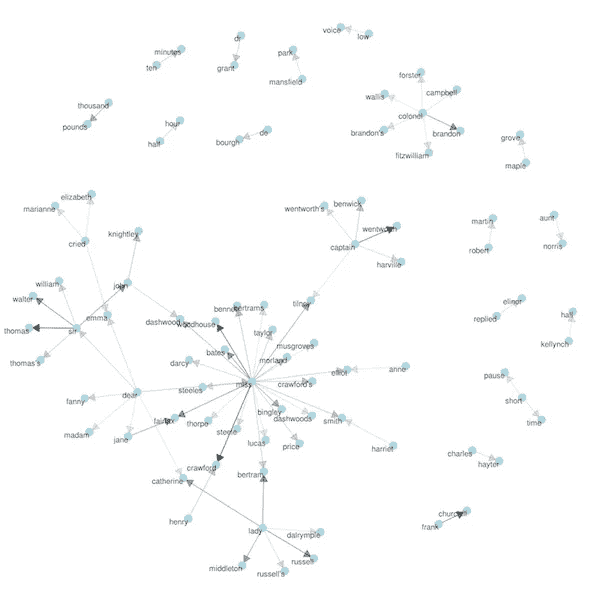 voice
low
dr
minutes
park
ten
grant
mansfield
forster
campbell
wallis
thousand
colonel
hour
pounds
brandon's
brandon
grove
half
bourgh
de
fitzwilliam
maple
elizabeth
marianne
wentworth's
benwick
martin
aunt
knightley
wentworth
cried
captain
robert
norris
harville
william
john
walter
tilney
elinor
emma
bennet
bertram's
hall
dashwood
woodhouse
replied
thomas
sir
taylor
kellynch
bates
musgroves
thomas's
darcy
morland
elliot
anne
pause
miss
crawford's
steeles
dear
fanny
short
bingley
fairfax
thorpe
dashwoods
smith
time
madam
jane
steele
lucas
price
harriet
charles
hayter
crawford
catherine
bertram
henry
churchill
frank
lady
dalrymple
middleton
russell
russell's